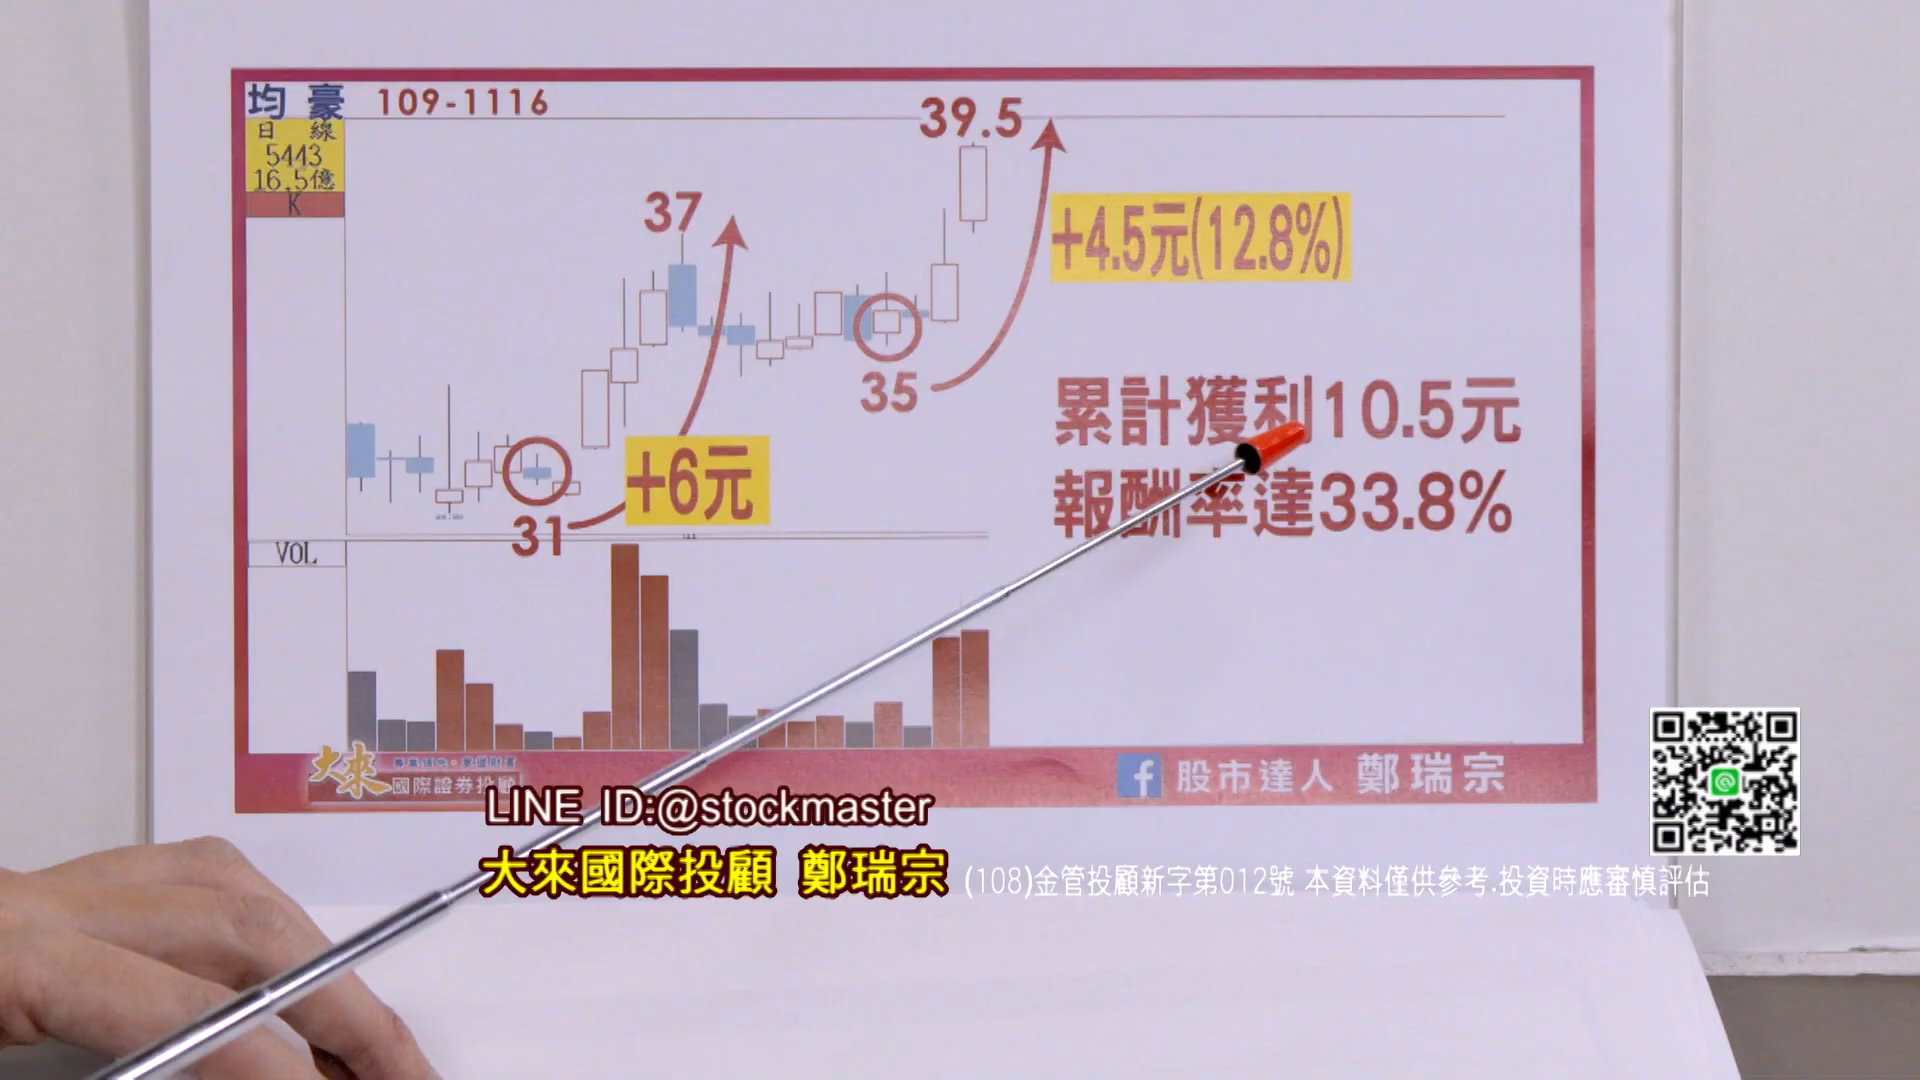 均豪 109-1116
日 線
5443
16.5億
K
39.5
37
+4.5元(12.8%)
35
累計獲利10.5元
+6元
報酬率達33.8%
31
VOL
大來
國際證券投顧
股市達人 鄭瑞宗
LINE ID:@stockmaster
大來國際投顧 鄭瑞宗 (108)金管投顧新字第012號 本資料僅供參考.投資時應審慎評估